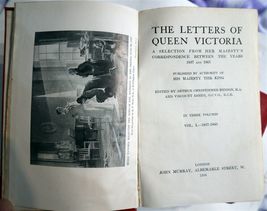 THE LETTERS OF
QUEEN VICTORIA
A SELECTION FROM HER MAJESTY'S
CORRESPONDENCE BETWEEN THE YEARS
1837 AND 1861
PUBLISHED BY AUTHORITY OF
HIS MAJESTY THE KING
EDITED BY ARTHUR CHRISTOPHER BENSON, M.A.
AND VISCOUNT ESHER, G.C.V.O., K.C.B.
IN THREE VOLUMES
VOL. I.—1837-1843
LONDON
JOHN MURRAY, ALBEMARLE STREET, W.